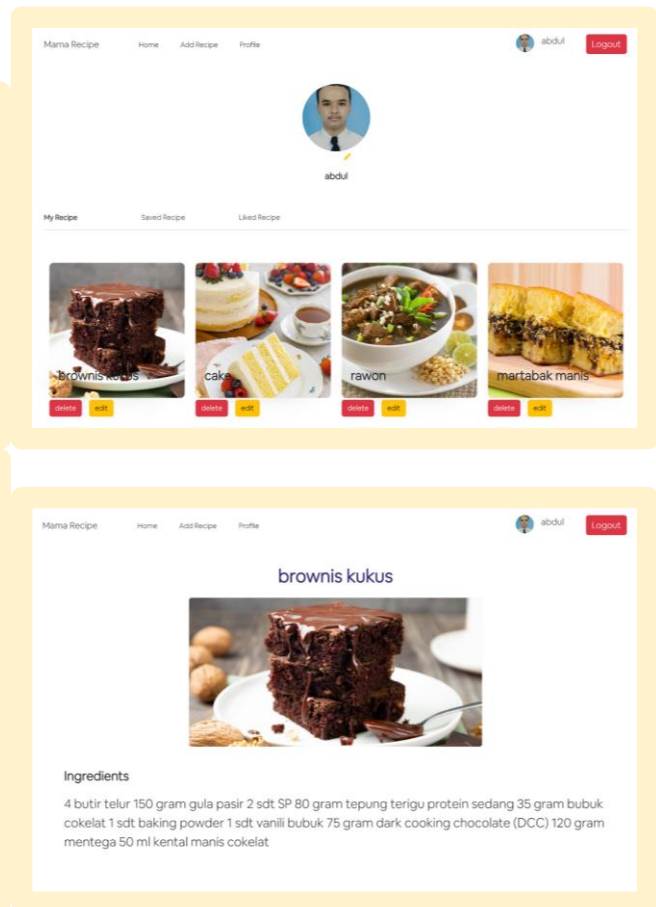 Mama Recipe Home Add Recipe Profile abdul Logout
abdul
My Recipe Saved Recipe Liked Recipe
brownis kukus cake rawon martabak manis
delete edit delete edit delete edit delete edit
Mama Recipe Home Add Recipe Profile abdul Logout
brownis kukus
Ingredients
4 butir telur 150 gram gula pasir 2 sdt SP 80 gram tepung terigu protein sedang 35 gram bubuk
cokelat 1 sdt baking powder 1 sdt vanili bubuk 75 gram dark cooking chocolate (DCC) 120 gram
mentega 50 ml kental manis cokelat